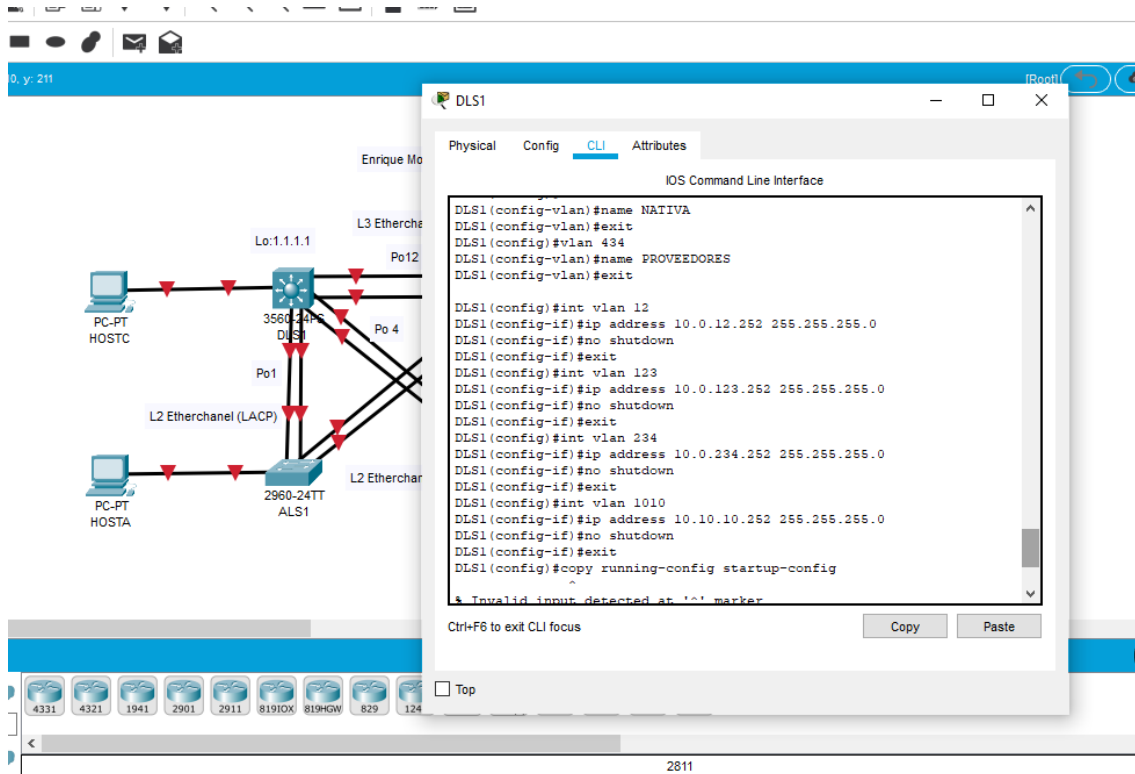 0, y: 211
[Root]
DLS1
Physical Config CLI Attributes
IOS Command Line Interface
DLS1(config-vlan)#name NATIVA
DLS1(config-vlan)#exit
DLS1(config)#vlan 434
DLS1(config-vlan)#name PROVEEDORES
DLS1(config-vlan)#exit
DLS1(config)#int vlan 12
DLS1(config-if)#ip address 10.0.12.252 255.255.255.0
DLS1(config-if)#no shutdown
DLS1(config-if)#exit
DLS1(config)#int vlan 123
DLS1(config-if)#ip address 10.0.123.252 255.255.255.0
DLS1(config-if)#no shutdown
DLS1(config-if)#exit
DLS1(config)#int vlan 234
DLS1(config-if)#ip address 10.0.234.252 255.255.255.0
DLS1(config-if)#no shutdown
DLS1(config-if)#exit
DLS1(config)#int vlan 1010
DLS1(config-if)#ip address 10.10.10.252 255.255.255.0
DLS1(config-if)#no shutdown
DLS1(config-if)#exit
DLS1(config)#copy running-config startup-config
^
% Invalid input detected at '^' marker
Ctrl+F6 to exit CLI focus
Copy Paste
Top
Enrique Mo
L3 Ethercha
Lo:1.1.1.1
Po12
PC-PT
HOSTC
3560-24PS
DLS1
Po 4
Po1
L2 Etherchanel (LACP)
L2 Etherchan
PC-PT
HOSTA
2960-24TT
ALS1
4331 4321 1941 2901 2911 819IOX 819HGW 829 124
2811